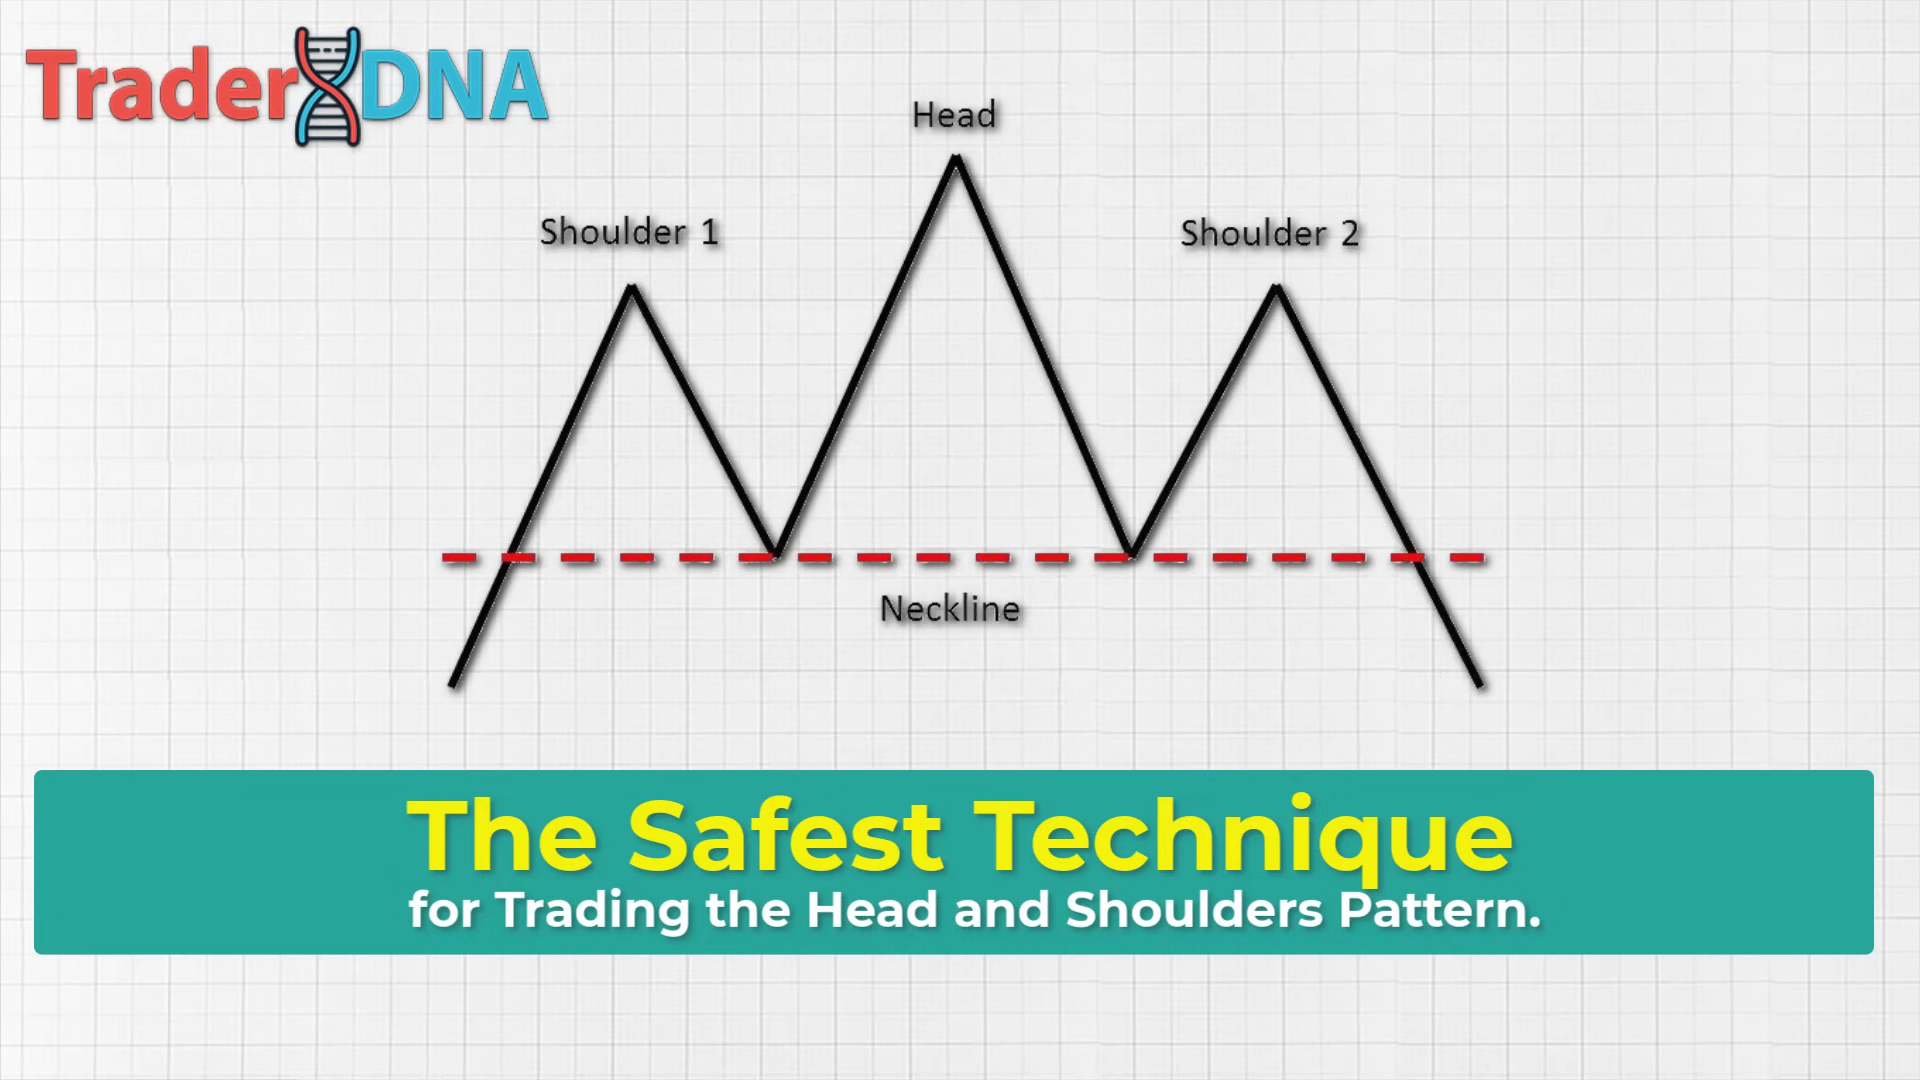 TraderDNA
Head
Shoulder 1
Shoulder 2
Neckline
The Safest Technique
for Trading the Head and Shoulders Pattern.